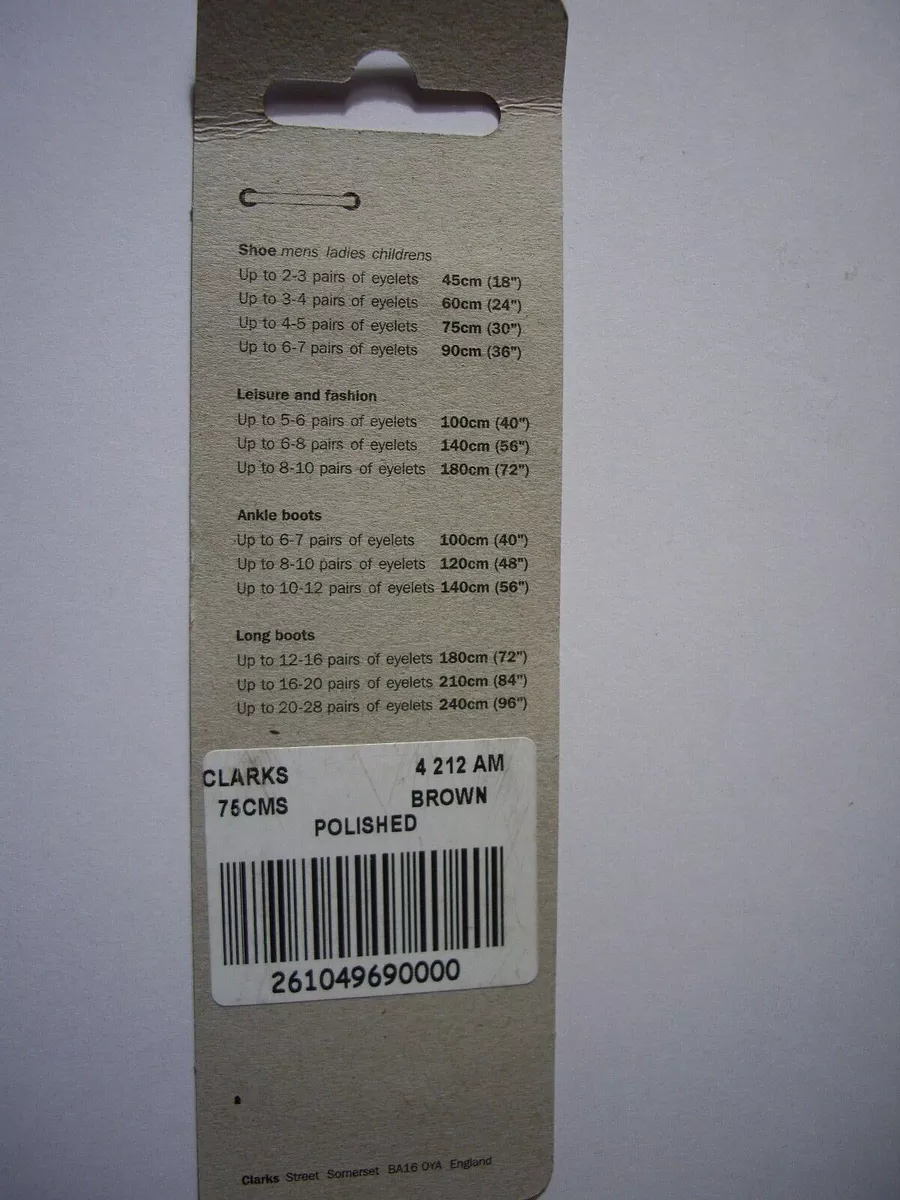 Shoe mens ladies childrens
Up to 2-3 pairs of eyelets 45cm (18")
Up to 3-4 pairs of eyelets 60cm (24")
Up to 4-5 pairs of eyelets 75cm (30")
Up to 6-7 pairs of eyelets 90cm (36")
Leisure and fashion
Up to 5-6 pairs of eyelets 100cm (40")
Up to 6-8 pairs of eyelets 140cm (56")
Up to 8-10 pairs of eyelets 180cm (72")
Ankle boots
Up to 6-7 pairs of eyelets 100cm (40")
Up to 8-10 pairs of eyelets 120cm (48")
Up to 10-12 pairs of eyelets 140cm (56")
Long boots
Up to 12-16 pairs of eyelets 180cm (72")
Up to 16-20 pairs of eyelets 210cm (84")
Up to 20-28 pairs of eyelets 240cm (96")
CLARKS 4 212 AM
75CMS BROWN
POLISHED
261049690000
Clarks Street Somerset BA16 0YA England